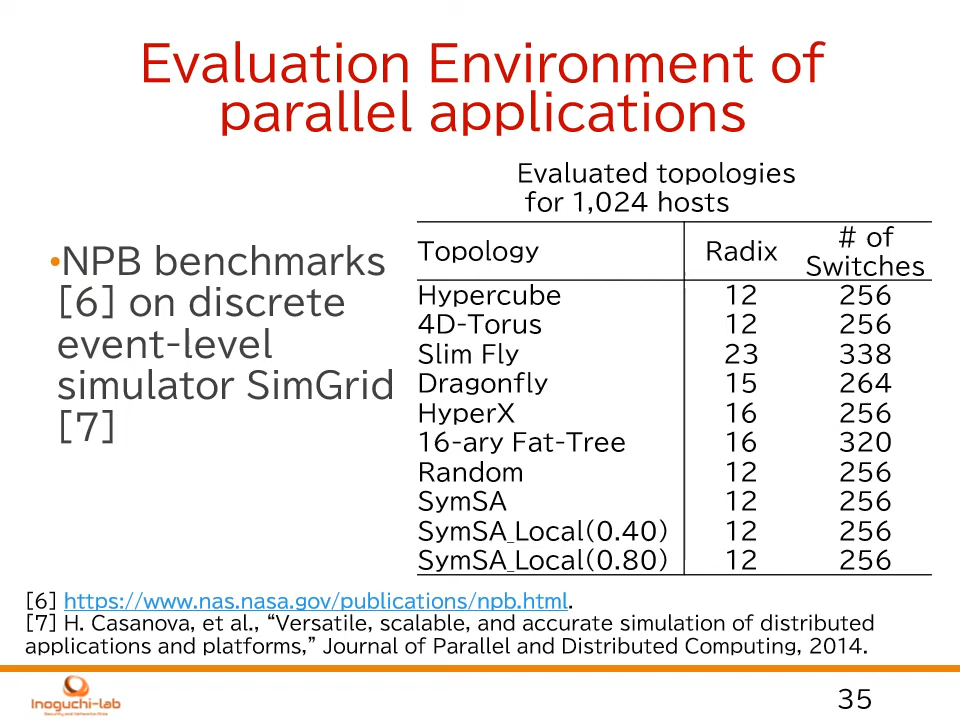 Evaluation Environment of
parallel applications
Evaluated topologies
for 1,024 hosts
•NPB benchmarks
[6] on discrete
event-level
simulator SimGrid
[7]
Topology Radix # of Switches
Hypercube 12 256
4D-Torus 12 256
Slim Fly 23 338
Dragonfly 15 264
HyperX 16 256
16-ary Fat-Tree 16 320
Random 12 256
SymSA 12 256
SymSA_Local(0.40) 12 256
SymSA_Local(0.80) 12 256
[6] https://www.nas.nasa.gov/publications/npb.html.
[7] H. Casanova, et al., “Versatile, scalable, and accurate simulation of distributed
applications and platforms,” Journal of Parallel and Distributed Computing, 2014.
Inoguchi-lab
35